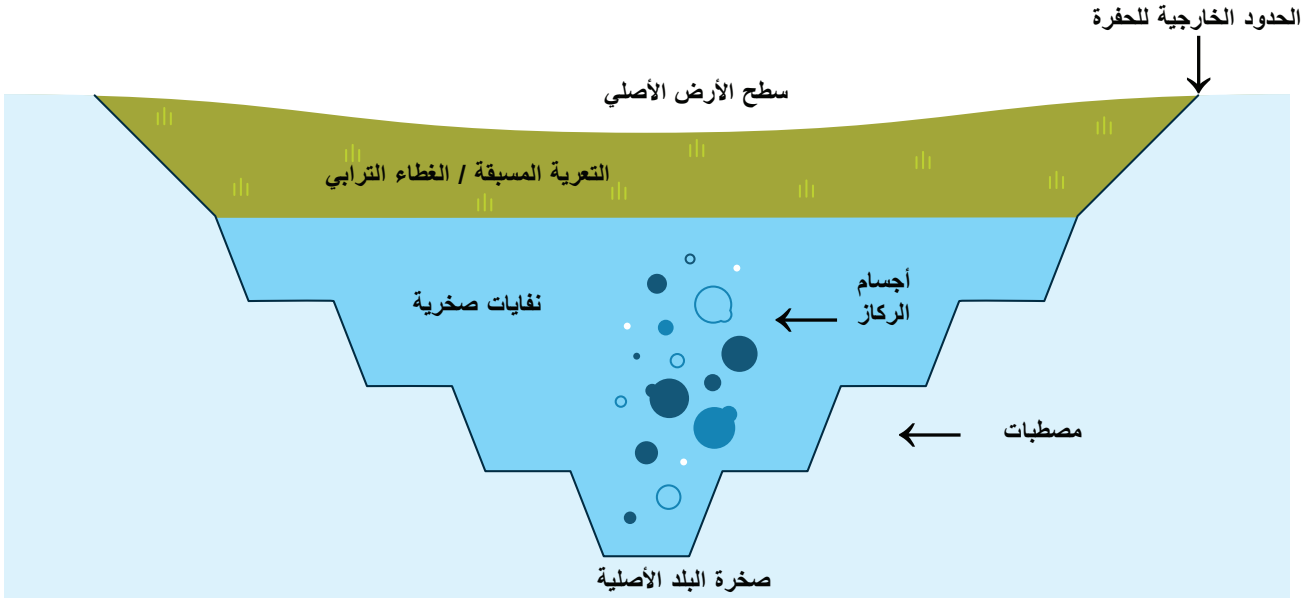 الحدود الخارجية للحفرة
سطح الأرض الأصلي
التعرية المسبقة / الغطاء الترابي
أجسام
الركاز
نفايات صخرية
مصطبات
صخرة البلد الأصلية